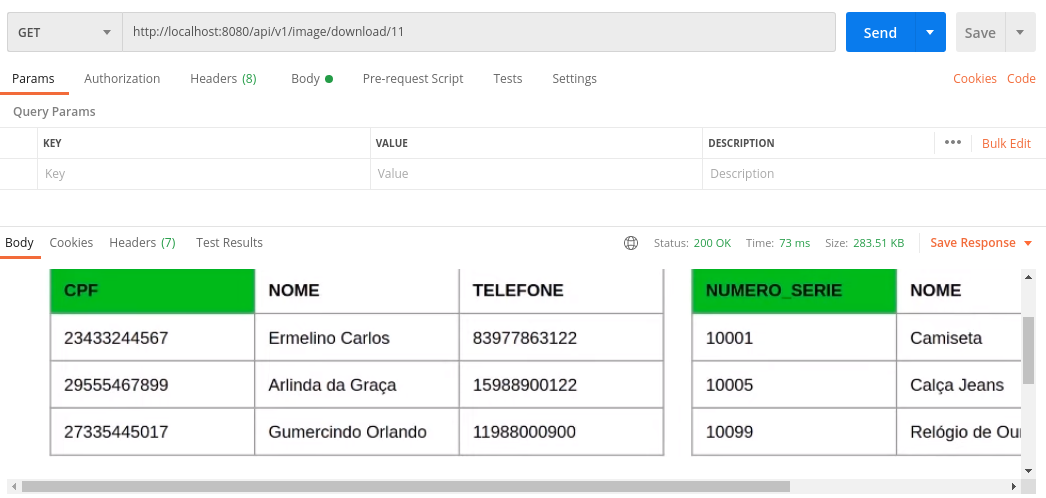 GET http://localhost:8080/api/v1/image/download/11 Send Save
Params Authorization Headers (8) Body Pre-request Script Tests Settings Cookies Code
Query Params
KEY VALUE DESCRIPTION ••• Bulk Edit
Key Value Description
Body Cookies Headers (7) Test Results Status: 200 OK Time: 73 ms Size: 283.51 KB Save Response
CPF NOME TELEFONE NUMERO_SERIE NOME
23433244567 Ermelino Carlos 83977863122 10001 Camiseta
29555467899 Arlinda da Graça 15988900122 10005 Calça Jeans
27335445017 Gumercindo Orlando 11988000900 10099 Relógio de